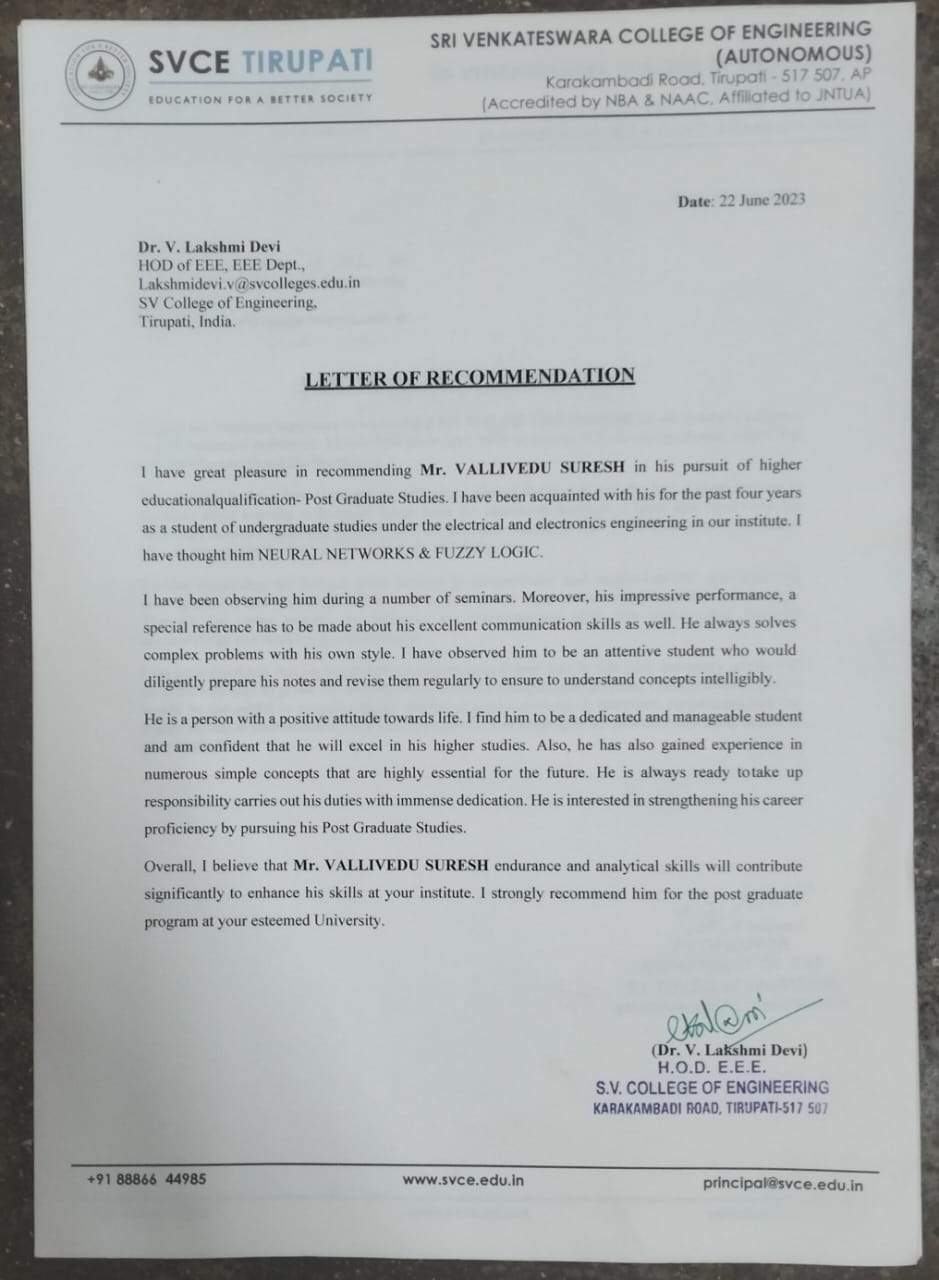 SVCE TIRUPATI
EDUCATION FOR A BETTER SOCIETY
SRI VENKATESWARA COLLEGE OF ENGINEERING
(AUTONOMOUS)
Karakambadi Road, Tirupati - 517 507, AP
(Accredited by NBA & NAAC, Affiliated to JNTUA)
Date: 22 June 2023
Dr. V. Lakshmi Devi
HOD of EEE, EEE Dept.,
Lakshmidevi.v@svcolleges.edu.in
SV College of Engineering,
Tirupati, India.
LETTER OF RECOMMENDATION
I have great pleasure in recommending Mr. VALLIVEDU SURESH in his pursuit of higher
educationalqualification- Post Graduate Studies. I have been acquainted with his for the past four years
as a student of undergraduate studies under the electrical and electronics engineering in our institute. I
have thought him NEURAL NETWORKS & FUZZY LOGIC.
I have been observing him during a number of seminars. Moreover, his impressive performance, a
special reference has to be made about his excellent communication skills as well. He always solves
complex problems with his own style. I have observed him to be an attentive student who would
diligently prepare his notes and revise them regularly to ensure to understand concepts intelligibly.
He is a person with a positive attitude towards life. I find him to be a dedicated and manageable student
and am confident that he will excel in his higher studies. Also, he has also gained experience in
numerous simple concepts that are highly essential for the future. He is always ready totake up
responsibility carries out his duties with immense dedication. He is interested in strengthening his career
proficiency by pursuing his Post Graduate Studies.
Overall, I believe that Mr. VALLIVEDU SURESH endurance and analytical skills will contribute
significantly to enhance his skills at your institute. I strongly recommend him for the post graduate
program at your esteemed University.
(Dr. V. Lakshmi Devi)
H.O.D. E.E.E.
S.V. COLLEGE OF ENGINEERING
KARAKAMBADI ROAD, TIRUPATI-517 507
+91 88866 44985
www.svce.edu.in
principal@svce.edu.in